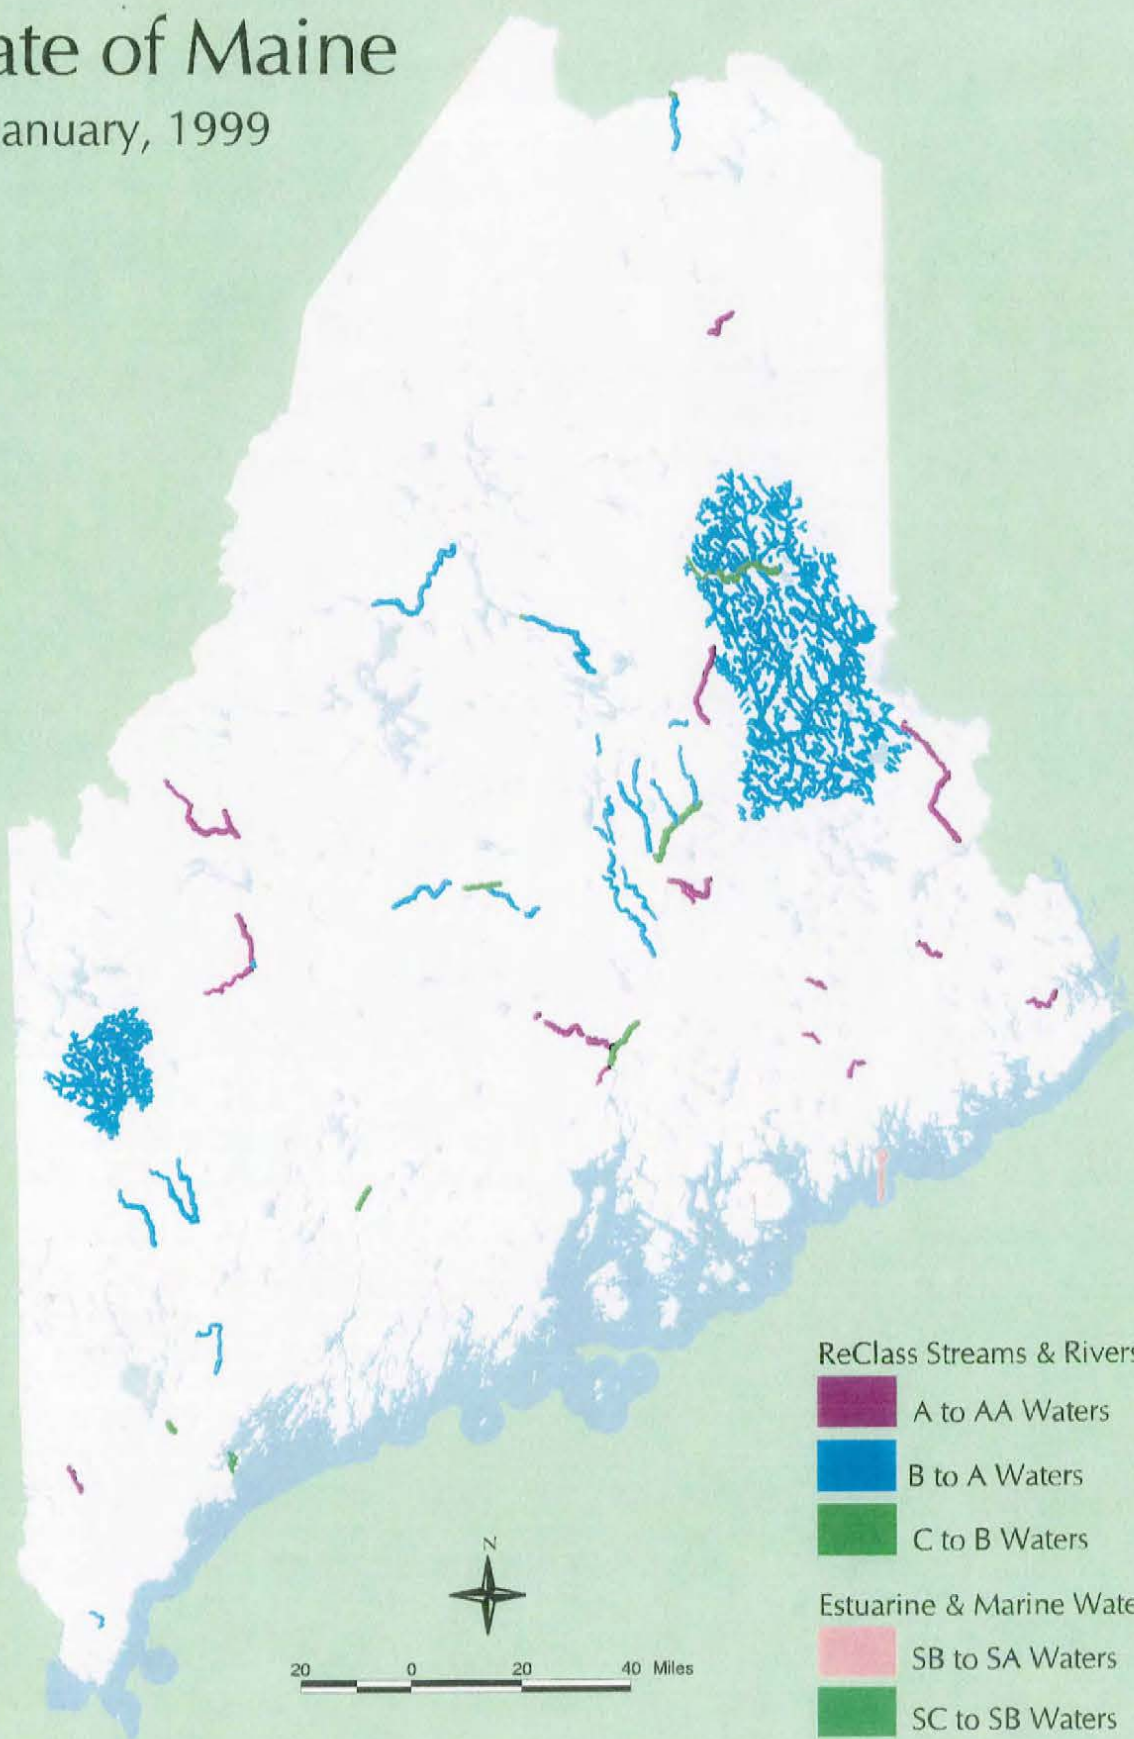 ate of Maine
anuary, 1999
ReClass Streams & Rivers
A to AA Waters
B to A Waters
C to B Waters
Estuarine & Marine Wate
SB to SA Waters
SC to SB Waters
N
20 0 20 40 Miles